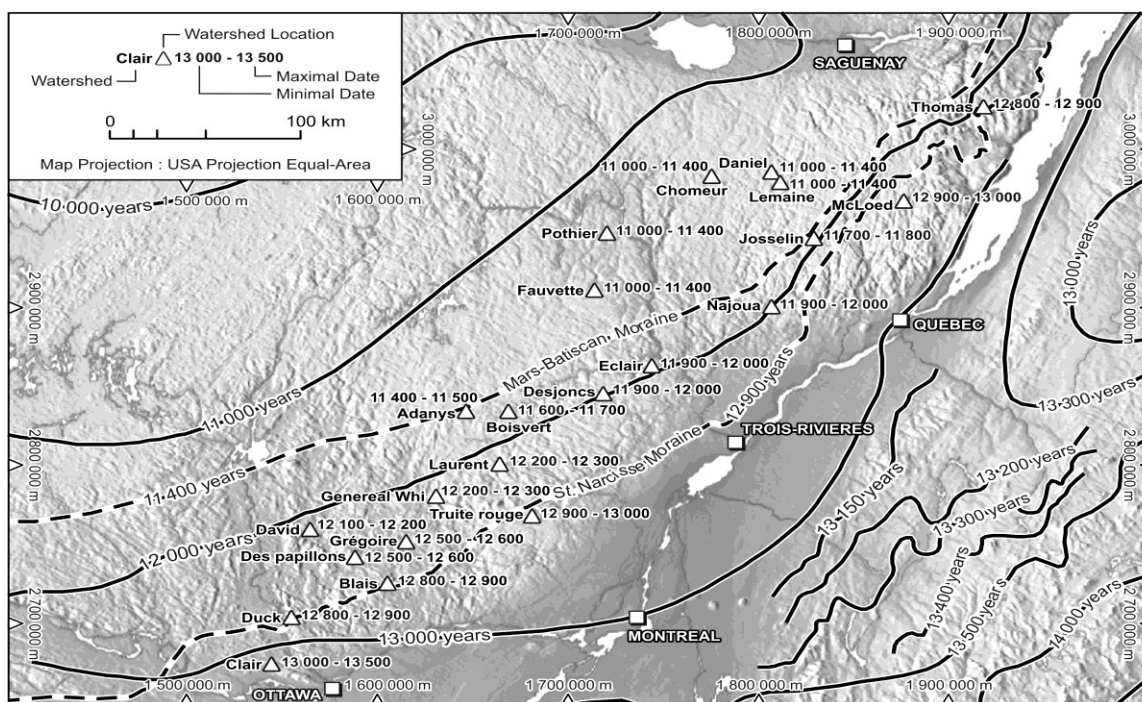 Watershed Location
Clair 13 000 - 13 500
Watershed
Maximal Date
Minimal Date
0 100 km
Map Projection : USA Projection Equal-Area
1 700 000 m
1 800 000 m
1 900 000 m
SAGUENAY
Thomas 12 800 - 12 900
3 000 000 m
3 000 000 m
1 500 000 m
1 600 000 m
10 000 years
11 000 - 11 400
Chomeur
Daniel 11 000 - 11 400
11 000 - 11 400
Lemaine
12 900 - 13 000
McLoed
Pothier 11 000 - 11 400
Josselin 11 700 - 11 800
Fauvette 11 000 - 11 400
Najoua 11 900 - 12 000
2 900 000 m
2 900 000 m
13 000 years
QUEBEC
Mars-Batiscan Moraine
Eclair 11 900 - 12 000
12 900 years
Desjoncs 11 900 - 12 000
11 000 years
13 300 years
11 400 - 11 500
Adanys
11 600 - 11 700
Boisvert
TROIS-RIVIERES
St. Narcisse Moraine
Laurent 12 200 - 12 300
2 800 000 m
2 800 000 m
11 400 years
Genereal Whi 12 200 - 12 300
Truite rouge 12 900 - 13 000
13 150 years
13 200 years
13 300 years
David 12 100 - 12 200
Grégoire 12 500 - 12 600
Des papillons 12 500 - 12 600
12 000 years
Blais 12 800 - 12 900
13 400 years
13 500 years
14 000 years
2 700 000 m
2 700 000 m
Duck 12 800 - 12 900
13 000 years
MONTREAL
Clair 13 000 - 13 500
OTTAWA
1 500 000 m
1 600 000 m
1 700 000 m
1 800 000 m
1 900 000 m